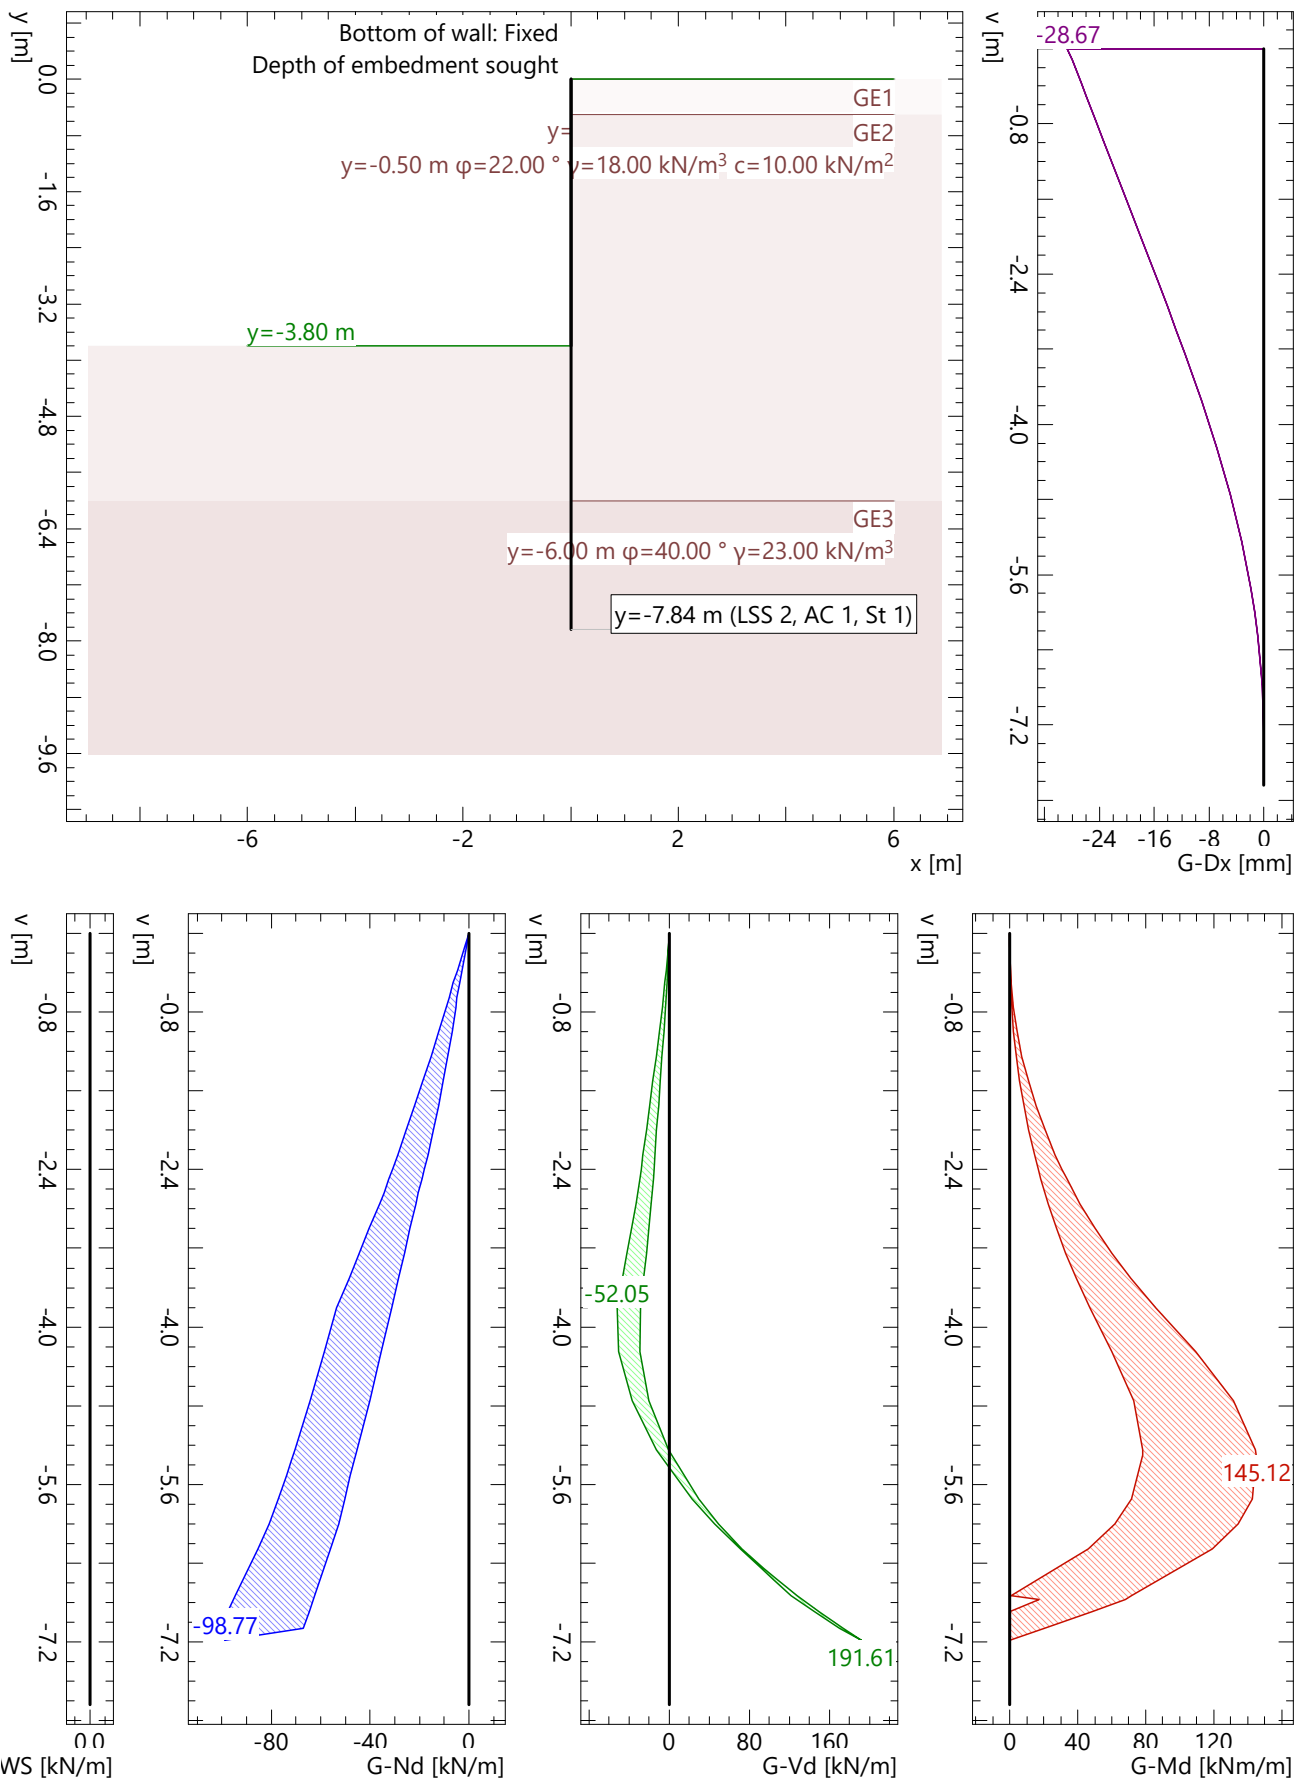 Bottom of wall: Fixed
Depth of embedment sought
y [m]
0.0
-1.6
-3.2
-4.8
-6.4
-8.0
-9.6
GE1
y=
GE2
y=-0.50 m φ=22.00 ° γ=18.00 kN/m³ c=10.00 kN/m²
y=-3.80 m
GE3
y=-6.00 m φ=40.00 ° γ=23.00 kN/m³
y=-7.84 m (LSS 2, AC 1, St 1)
-6 -2 2 6
x [m]
v [m]
-28.67
-0.8
-2.4
-4.0
-5.6
-7.2
-24 -16 -8 0
G-Dx [mm]
v [m]
-0.8
-2.4
-4.0
-5.6
-7.2
0.0
WS [kN/m]
v [m]
-0.8
-2.4
-4.0
-5.6
-7.2
-98.77
-80 -40 0
G-Nd [kN/m]
v [m]
-0.8
-2.4
-4.0
-5.6
-7.2
-52.05
191.61
0 80 160
G-Vd [kN/m]
v [m]
-0.8
-2.4
-4.0
-5.6
-7.2
145.12
0 40 80 120
G-Md [kNm/m]